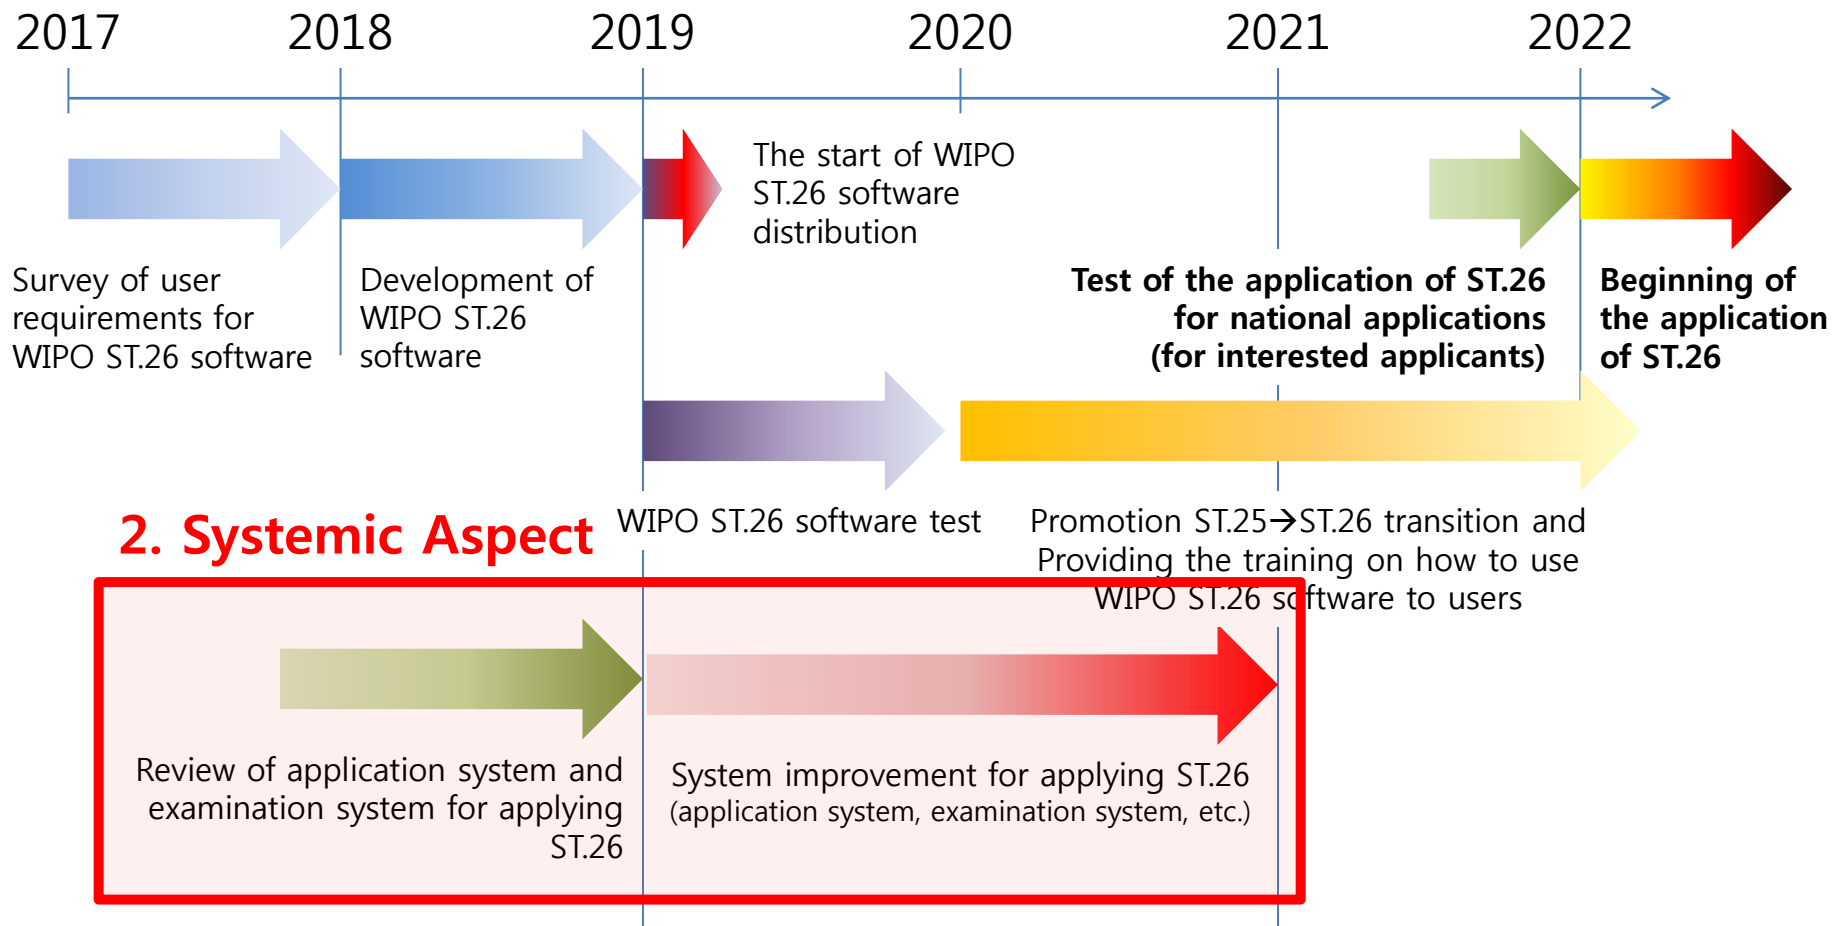 2017 2018 2019 2020 2021 2022
The start of WIPO
ST.26 software
distribution
Survey of user
requirements for
WIPO ST.26 software
Development of
WIPO ST.26
software
Test of the application of ST.26
for national applications
(for interested applicants)
Beginning of
the application
of ST.26
WIPO ST.26 software test
Promotion ST.25→ST.26 transition and
Providing the training on how to use
WIPO ST.26 software to users
2. Systemic Aspect
Review of application system and
examination system for applying
ST.26
System improvement for applying ST.26
(application system, examination system, etc.)